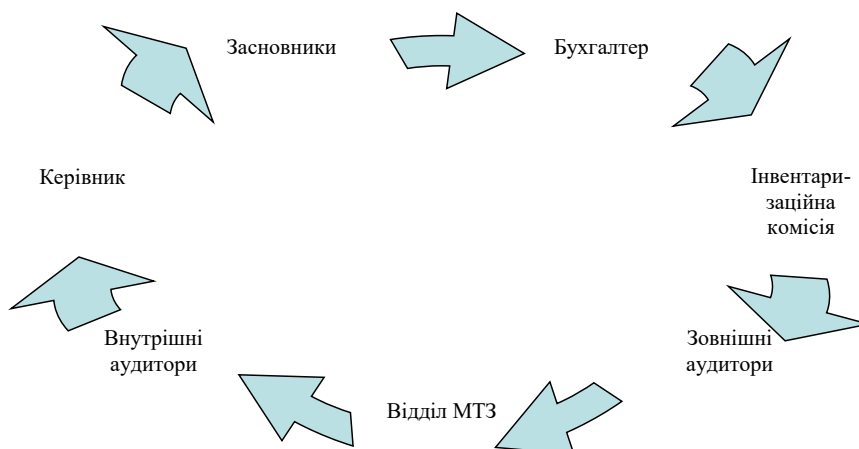 Засновники
Бухгалтер
Керівник
Інвентари-
заційна
комісія
Внутрішні
аудитори
Зовнішні
аудитори
Відділ МТЗ